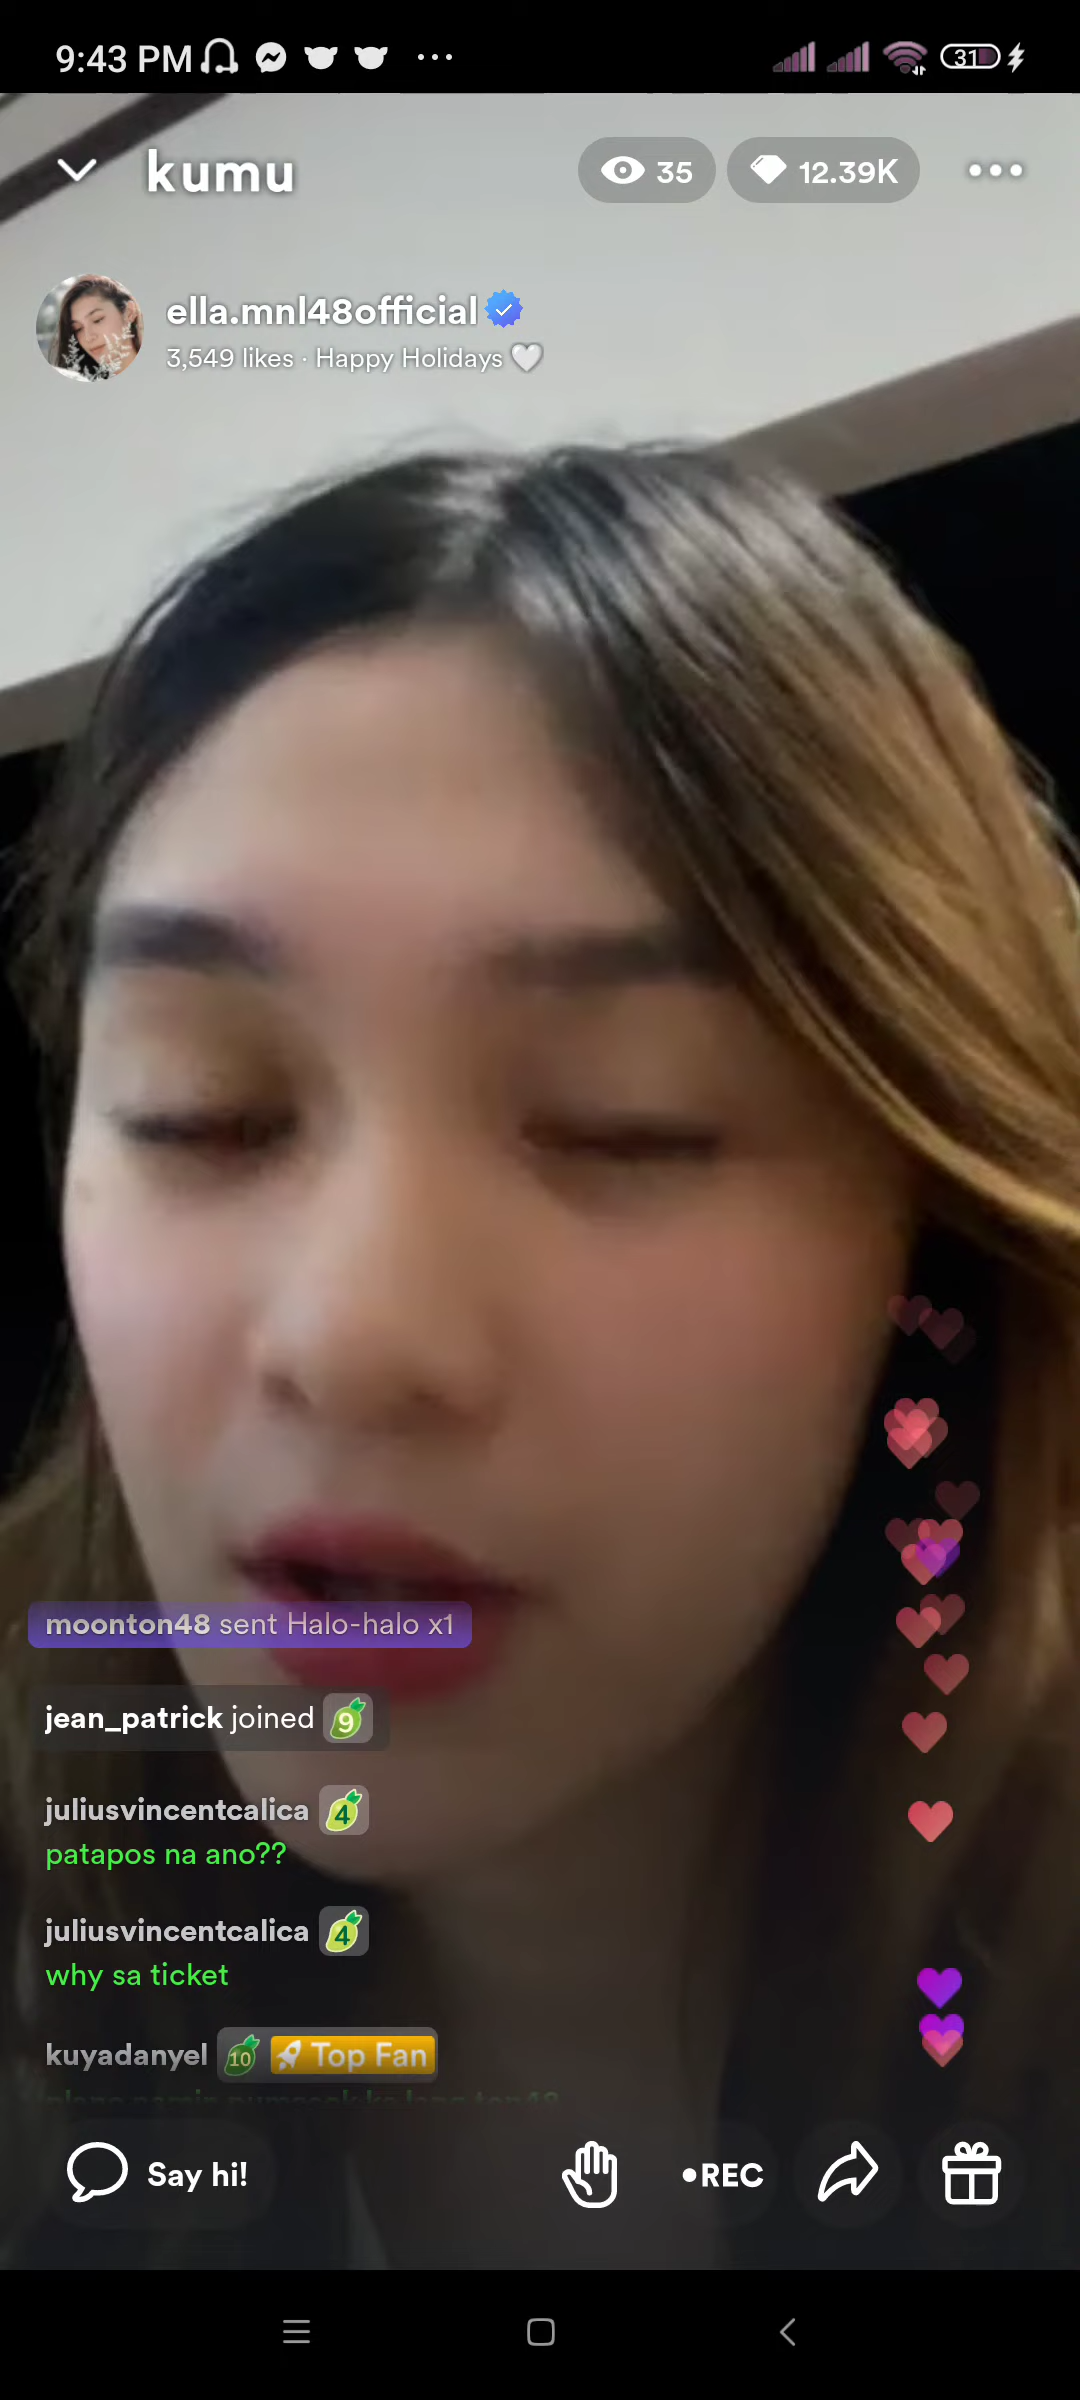 9:43 PM
31
kumu
35
12.39K
ella.mnl48official
3,549 likes · Happy Holidays 🤍
moonton48 sent Halo-halo x1
jean_patrick joined 9
juliusvincentcalica 4
patapos na ano??
juliusvincentcalica 4
why sa ticket
kuyadanyel 10 Top Fan
Say hi!
•REC